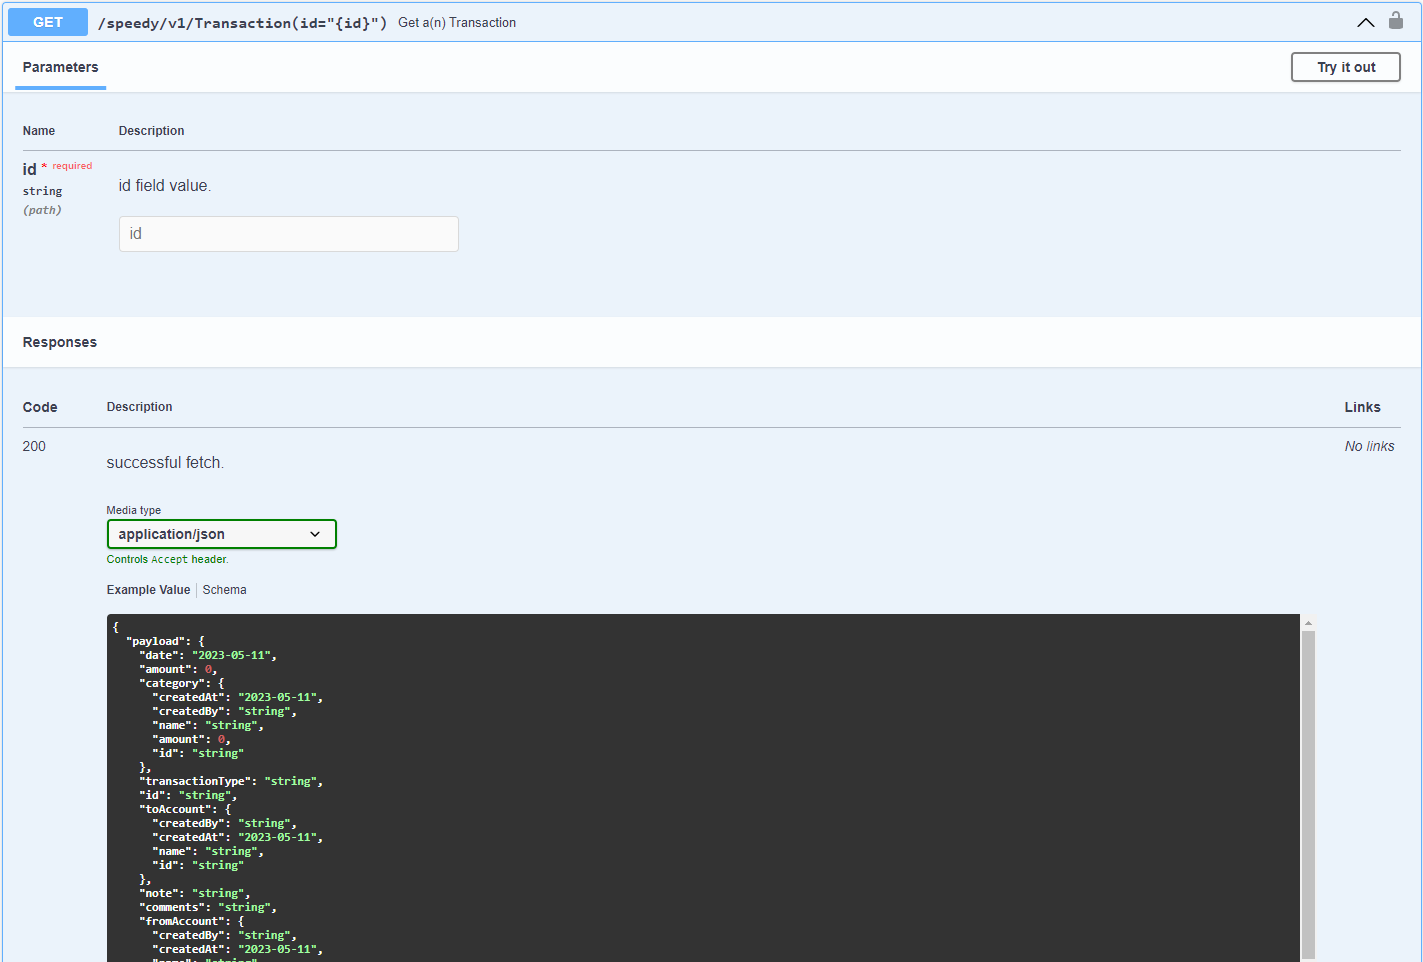 GET /speedy/v1/Transaction(id="{id}") Get a(n) Transaction
Parameters
Try it out
Name Description
id * required
string
(path)
id field value.
id
Responses
Code Description Links
200
successful fetch.
No links
Media type
application/json
Controls Accept header.
Example Value Schema
{
"payload": {
"date": "2023-05-11",
"amount": 0,
"category": {
"createdAt": "2023-05-11",
"createdBy": "string",
"name": "string",
"amount": 0,
"id": "string"
},
"transactionType": "string",
"id": "string",
"toAccount": {
"createdBy": "string",
"createdAt": "2023-05-11",
"name": "string",
"id": "string"
},
"note": "string",
"comments": "string",
"fromAccount": {
"createdBy": "string",
"createdAt": "2023-05-11",